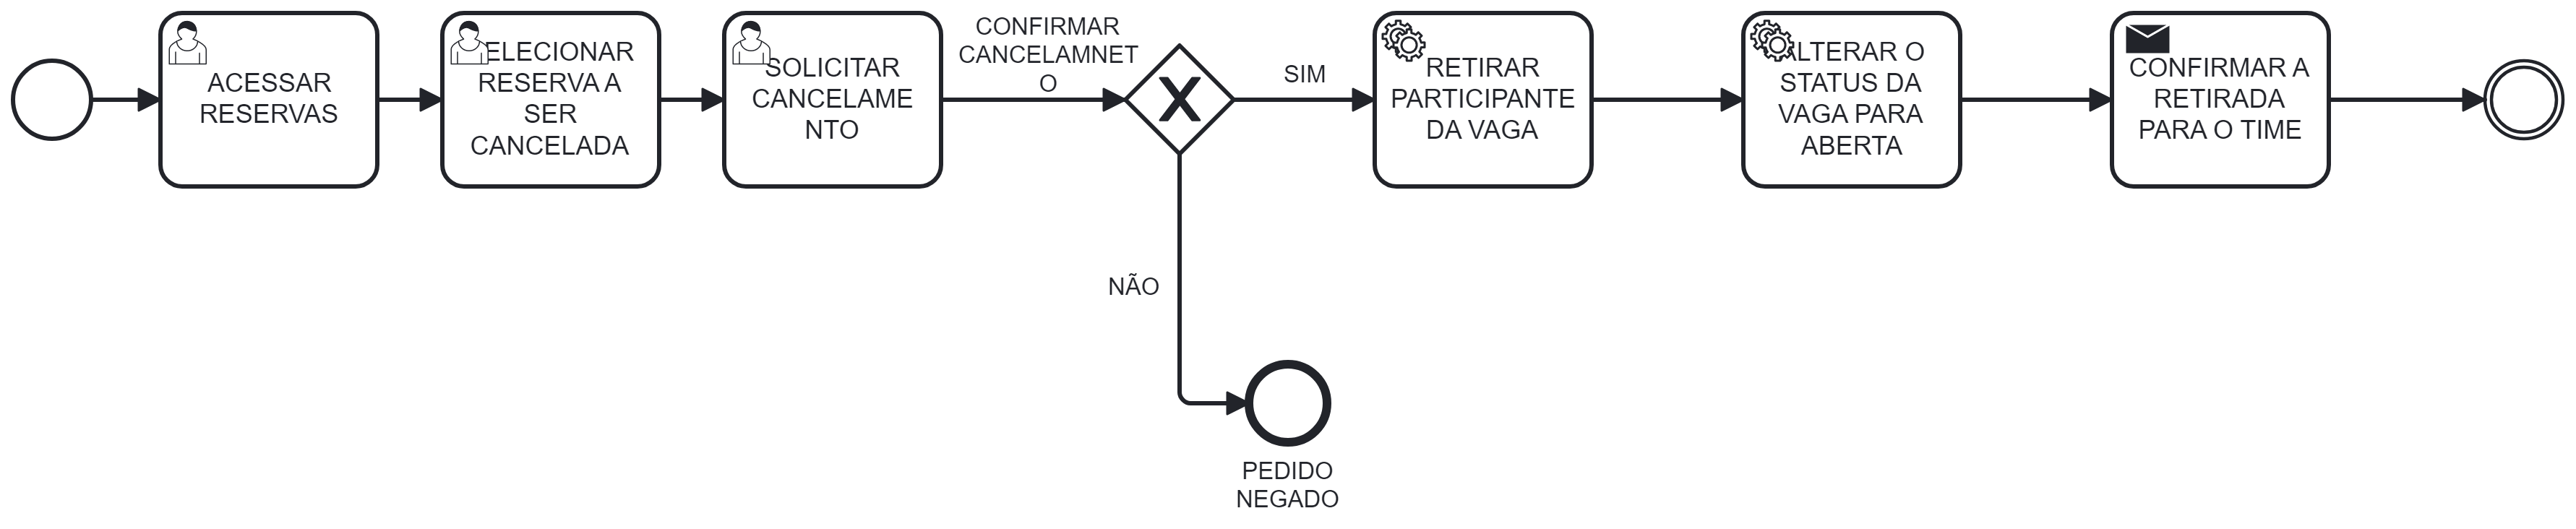 ACESSAR
RESERVAS
ELECIONAR
RESERVA A
SER
CANCELADA
SOLICITAR
CANCELAME
NTO
CONFIRMAR
CANCELAMNET
O
SIM
NÃO
PEDIDO
NEGADO
RETIRAR
PARTICIPANTE
DA VAGA
ALTERAR O
STATUS DA
VAGA PARA
ABERTA
CONFIRMAR A
RETIRADA
PARA O TIME